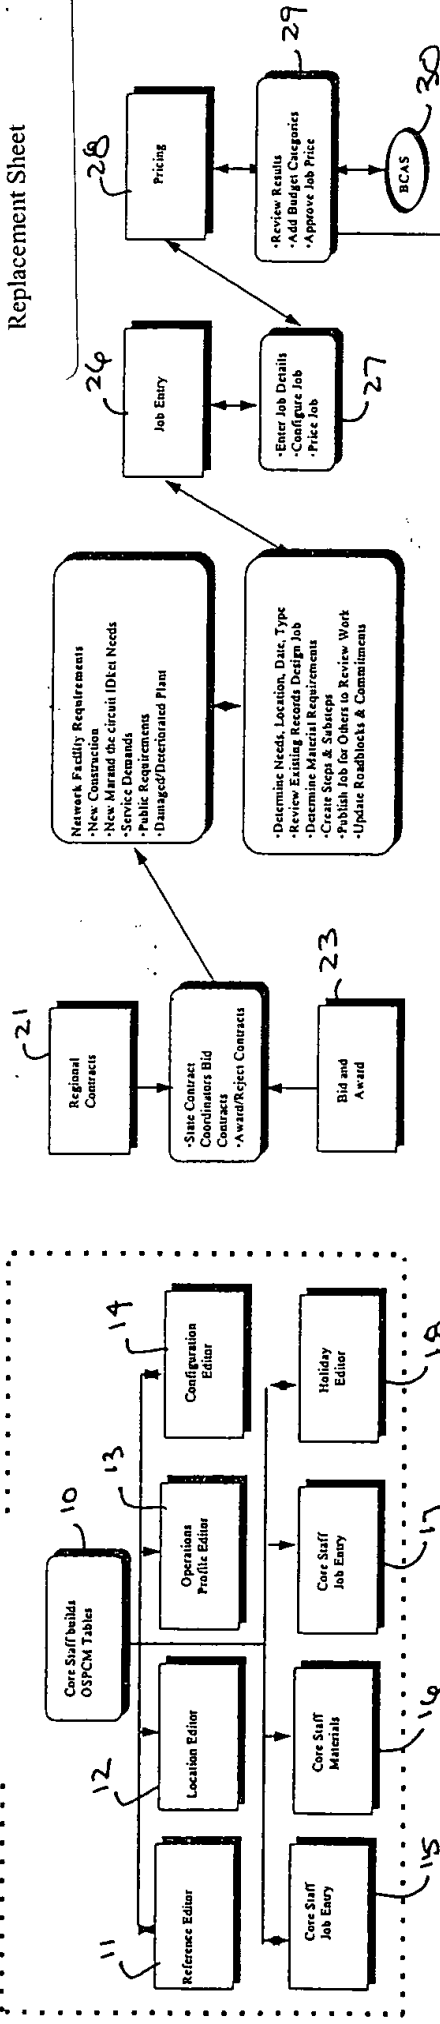 Replacement Sheet
Core Staff builds
OSPCM Tables
10
Reference Editor
11
Location Editor
12
Operations
Profile Editor
13
Configuration
Editor
14
Core Staff
Job Entry
15
Core Staff
Materials
16
Core Staff
Job Entry
17
Holiday
Editor
18
Regional
Contracts
21
•State Contract
Coordinators Bid
Contracts
•Award/Reject Contracts
Bid and
Award
23
Network Facility Requirements
•New Construction
•New Marand the circuit IDket Needs
•Service Demands
•Public Requirements
•Damaged/Deteriorated Plant
•Determine Needs, Location, Date, Type
•Review Existing Records Design Job
•Determine Material Requirements
•Create Steps & Substeps
•Publish Job for Others to Review Work
•Update Roadblocks & Commitments
Job Entry
26
•Enter Job Details
•Configure Job
•Price Job
27
Pricing
28
•Review Results
•Add Budget Categories
•Approve Job Price
29
BCAS
30